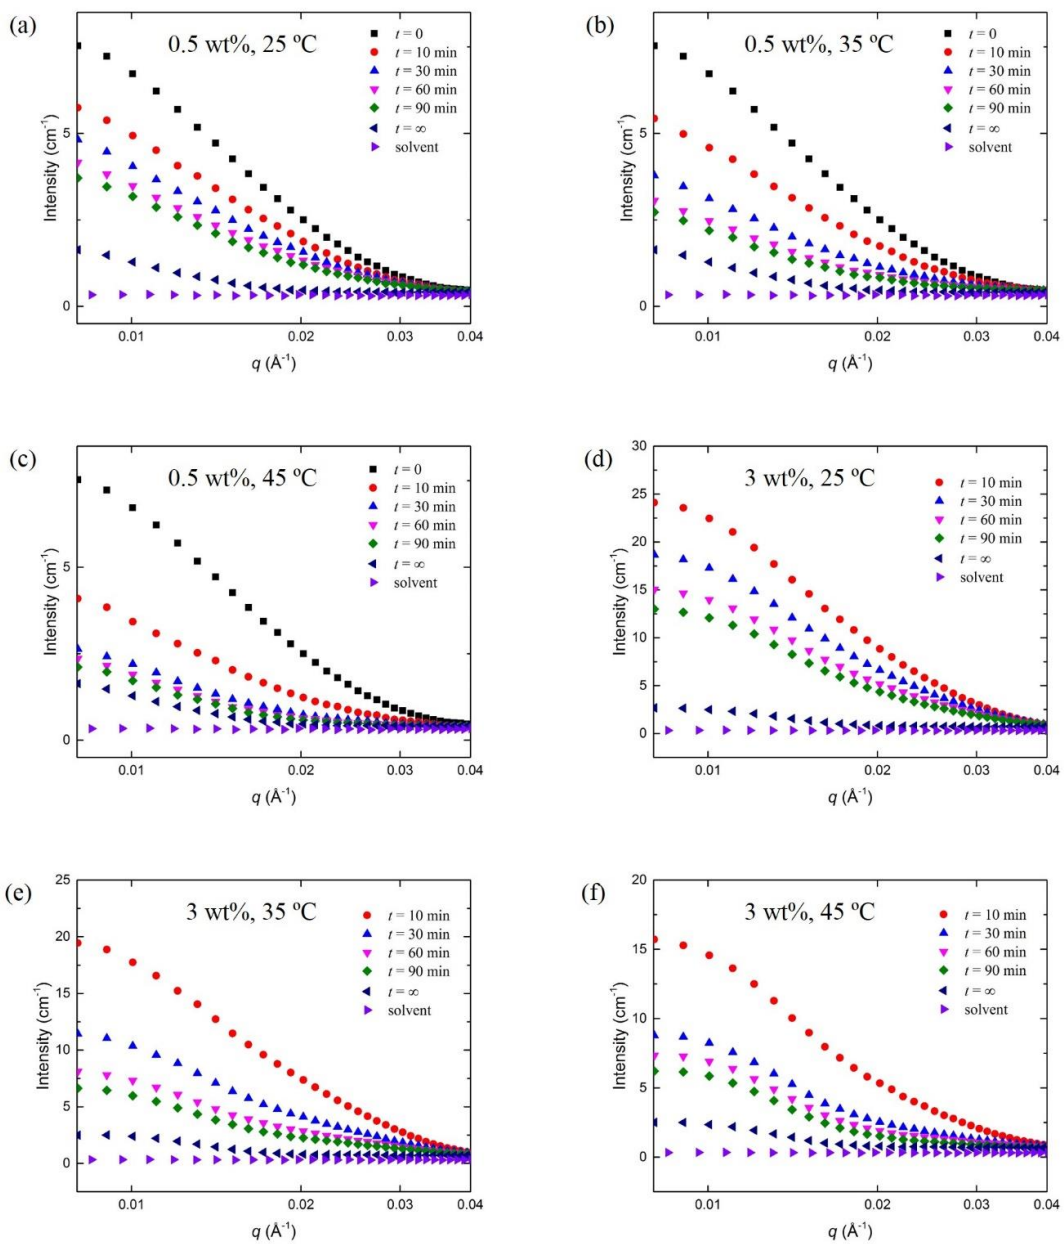 (a)
0.5 wt%, 25 ºC
t = 0
t = 10 min
t = 30 min
t = 60 min
t = 90 min
t = ∞
solvent
Intensity (cm⁻¹)
5
0
0.01
0.02
0.03
0.04
q (Å⁻¹)
(b)
0.5 wt%, 35 ºC
t = 0
t = 10 min
t = 30 min
t = 60 min
t = 90 min
t = ∞
solvent
Intensity (cm⁻¹)
5
0
0.01
0.02
0.03
0.04
q (Å⁻¹)
(c)
0.5 wt%, 45 ºC
t = 0
t = 10 min
t = 30 min
t = 60 min
t = 90 min
t = ∞
solvent
Intensity (cm⁻¹)
5
0
0.01
0.02
0.03
0.04
q (Å⁻¹)
(d)
3 wt%, 25 ºC
t = 10 min
t = 30 min
t = 60 min
t = 90 min
t = ∞
solvent
Intensity (cm⁻¹)
30
25
20
15
10
5
0
0.01
0.02
0.03
0.04
q (Å⁻¹)
(e)
3 wt%, 35 ºC
t = 10 min
t = 30 min
t = 60 min
t = 90 min
t = ∞
solvent
Intensity (cm⁻¹)
25
20
15
10
5
0
0.01
0.02
0.03
0.04
q (Å⁻¹)
(f)
3 wt%, 45 ºC
t = 10 min
t = 30 min
t = 60 min
t = 90 min
t = ∞
solvent
Intensity (cm⁻¹)
20
15
10
5
0
0.01
0.02
0.03
0.04
q (Å⁻¹)